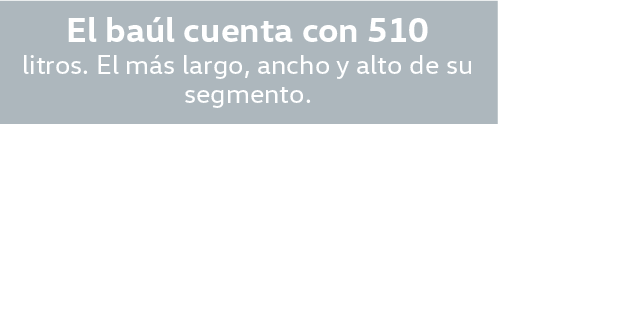 El baúl cuenta con 510
litros. El más largo, ancho y alto de su
segmento.